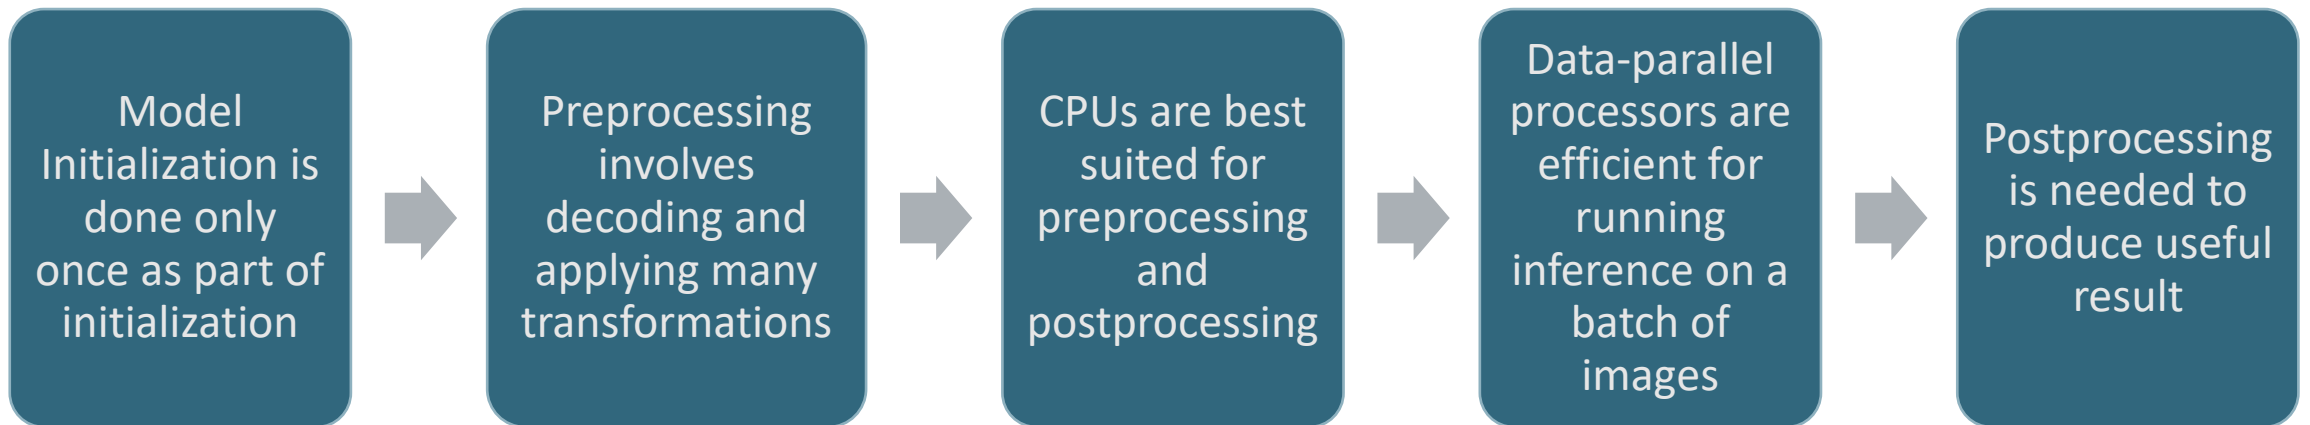 Model
Initialization is
done only
once as part of
initialization
Preprocessing
involves
decoding and
applying many
transformations
CPUs are best
suited for
preprocessing
and
postprocessing
Data-parallel
processors are
efficient for
running
inference on a
batch of
images
Postprocessing
is needed to
produce useful
result